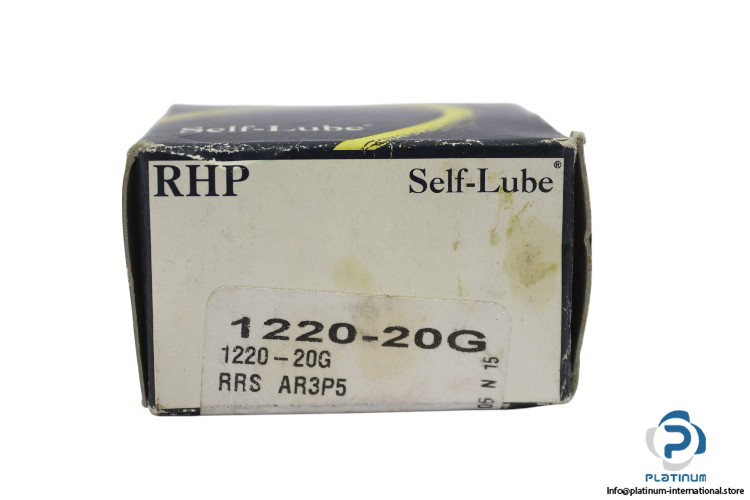 Self-Lube®
RHP
Self-Lube®
1220-20G
1220-20G
RRS AR3P5
05 N 15
PLATINUM
Info@platinum-international.store